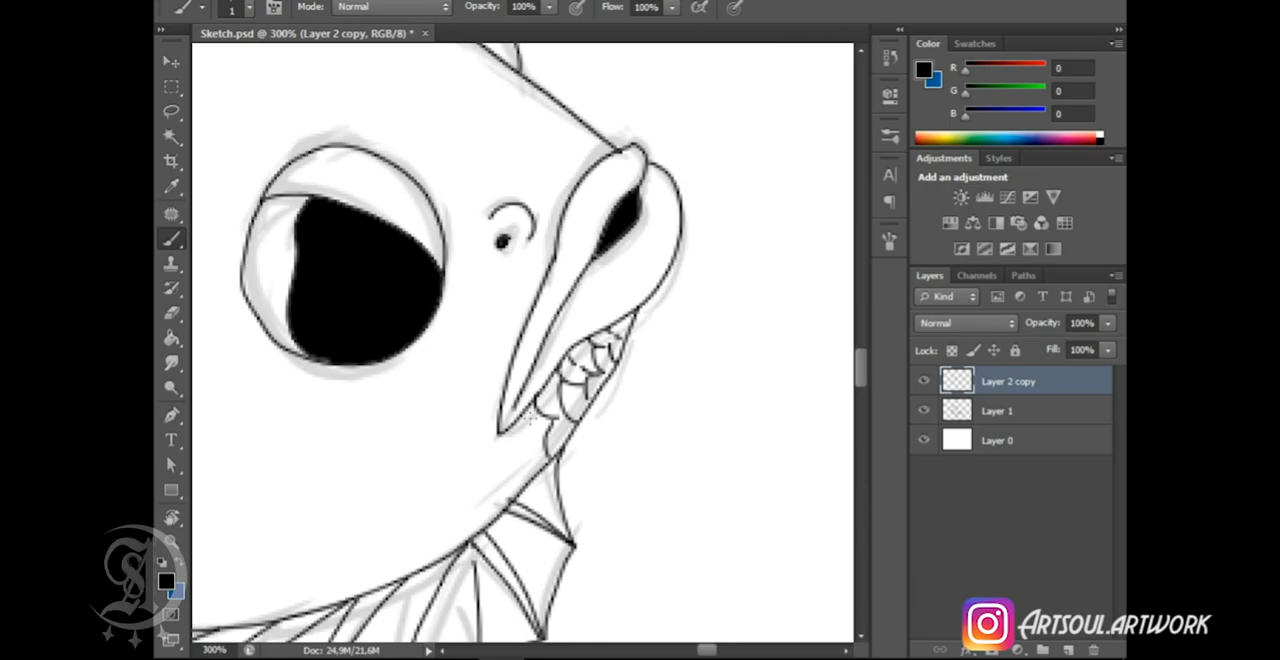 1 Mode: Normal Opacity: 100% Flow: 100%
Sketch.psd @ 300% (Layer 2 copy, RGB/8) * ×
Color Swatches
R 0
G 0
B 0
Adjustments Styles
Add an adjustment
Layers Channels Paths
Kind
Normal Opacity: 100%
Lock: Fill: 100%
Layer 2 copy
Layer 1
Layer 0
300% Doc: 24,9M/21,6M
Artsoul.artwork